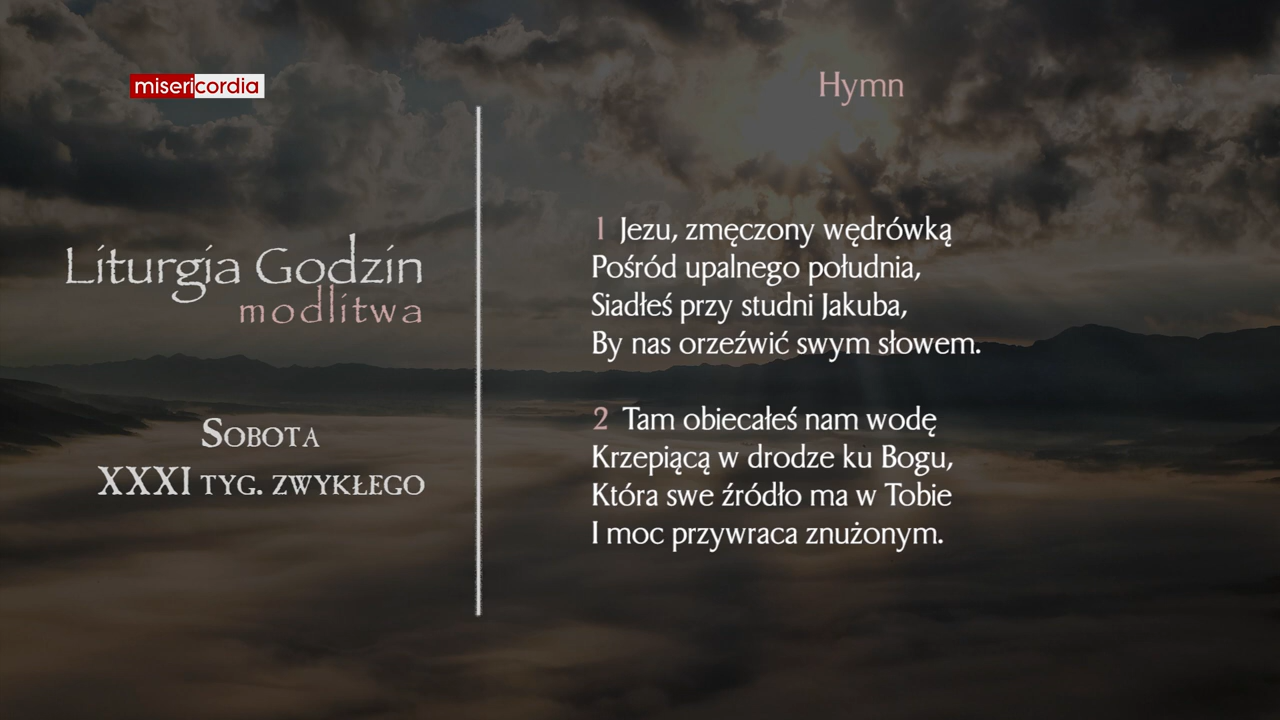 misericordia
Liturgia Godzin
modlitwa
Sobota
XXXI tyg. zwykłego
Hymn
1 Jezu, zmęczony wędrówką
Pośród upalnego południa,
Siadłeś przy studni Jakuba,
By nas orzeźwić swym słowem.
2 Tam obiecałeś nam wodę
Krzepiącą w drodze ku Bogu,
Która swe źródło ma w Tobie
I moc przywraca znużonym.